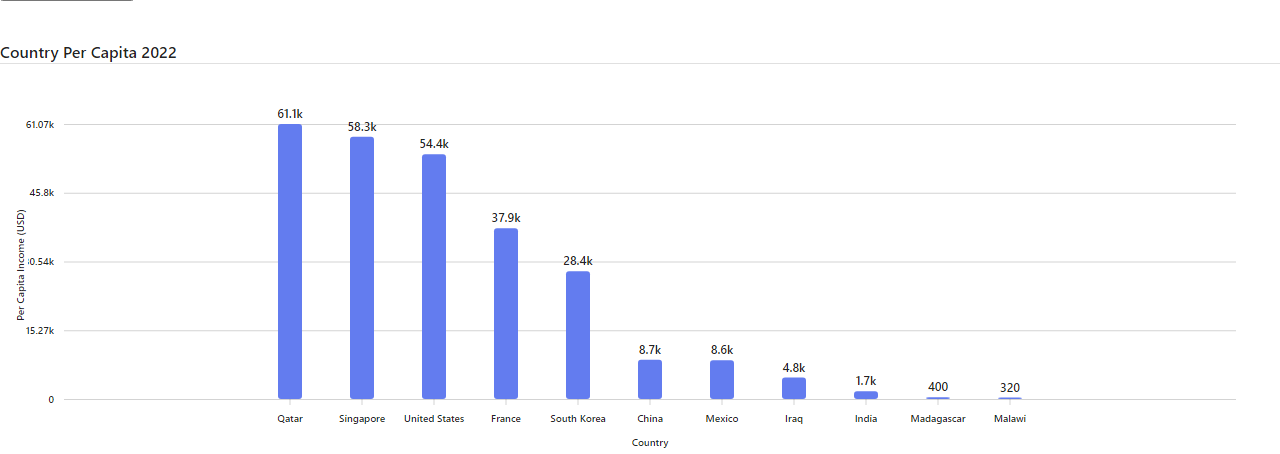 Country Per Capita 2022
61.1k
58.3k
54.4k
37.9k
28.4k
8.7k
8.6k
4.8k
1.7k
400
320
61.07k
45.8k
15.27k
0
Per Capita Income (USD)
Qatar Singapore United States France South Korea China Mexico Iraq India Madagascar Malawi
Country